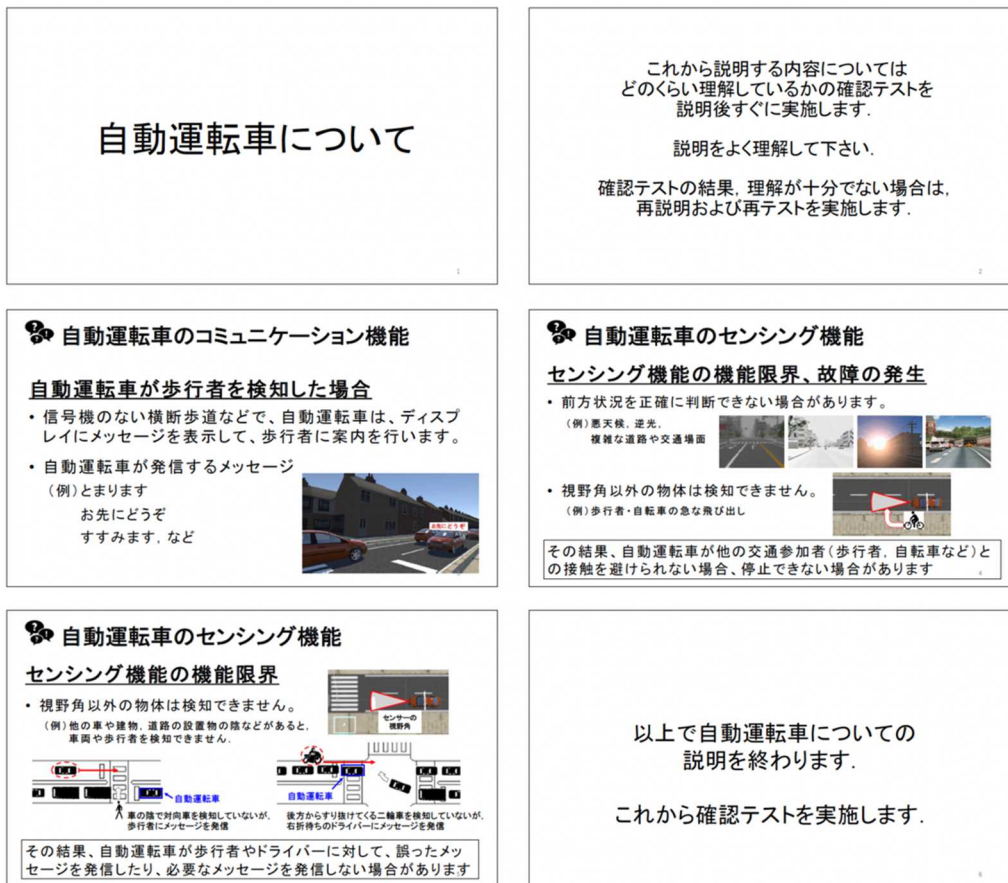 自動運転車について
1
これから説明する内容については
どのくらい理解しているかの確認テストを
説明後すぐに実施します.
説明をよく理解して下さい.
確認テストの結果, 理解が十分でない場合は,
再説明および再テストを実施します.
2
自動運転車のコミュニケーション機能
自動運転車が歩行者を検知した場合
・信号機のない横断歩道などで、自動運転車は、ディスプ
レイにメッセージを表示して、歩行者に案内を行います。
・自動運転車が発信するメッセージ
(例)とまります
お先にどうぞ
すすみます, など
お先にどうぞ
自動運転車のセンシング機能
センシング機能の機能限界、故障の発生
・前方状況を正確に判断できない場合があります。
(例)悪天候, 逆光,
複雑な道路や交通場面
・視野角以外の物体は検知できません。
(例)歩行者・自転車の急な飛び出し
その結果、自動運転車が他の交通参加者(歩行者, 自転車など)と
の接触を避けられない場合、停止できない場合があります
4
自動運転車のセンシング機能
センシング機能の機能限界
・視野角以外の物体は検知できません。
(例)他の車や建物, 道路の設置物の陰などがあると,
車両や歩行者を検知できません.
センサーの
視野角
自動運転車
車の陰で対向車を検知していないが,
歩行者にメッセージを発信
自動運転車
後方からすり抜けてくる二輪車を検知していないが,
右折待ちのドライバーにメッセージを発信
その結果、自動運転車が歩行者やドライバーに対して、誤ったメッ
セージを発信したり、必要なメッセージを発信しない場合があります
以上で自動運転車についての
説明を終わります.
これから確認テストを実施します.
6